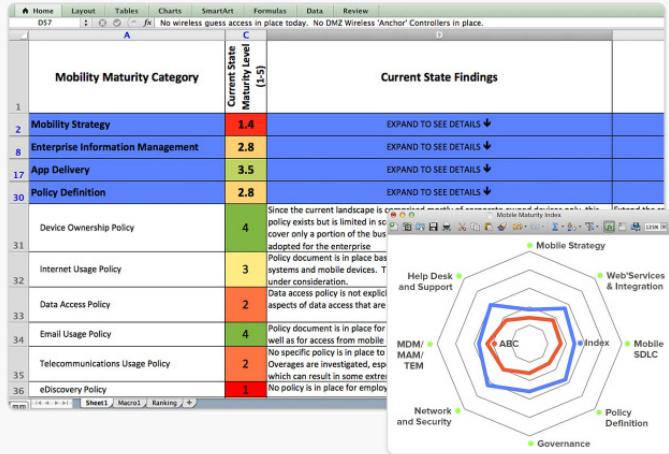 Home Layout Tables Charts SmartArt Formulas Data Review
D57 fx No wireless guess access in place today. No DMZ Wireless 'Anchor' Controllers in place.
A C D
1 Mobility Maturity Category
Current State
Maturity Level
(1-5)
Current State Findings
2 Mobility Strategy 1.4 EXPAND TO SEE DETAILS
8 Enterprise Information Management 2.8 EXPAND TO SEE DETAILS
17 App Delivery 3.5 EXPAND TO SEE DETAILS
30 Policy Definition 2.8 EXPAND TO SEE DETAILS
31 Device Ownership Policy 4
Since the current landscape is comprised mostly of corporate owned devices only, this
policy exists but is limited in
cover only a portion of the bus
adopted for the enterprise
32 Internet Usage Policy 3
Policy document is in place bas
systems and mobile devices. T
under consideration.
33 Data Access Policy 2
Data access policy is not explici
aspects of data access that are
34 Email Usage Policy 4
Policy document is in place for
well as for access from mobile
35 Telecommunications Usage Policy 2
No specific policy is in place to
Overages are investigated, esp
which can result in some extre
36 eDiscovery Policy 1 No policy is in place for employ
Sheet1 Macro1 Ranking +
Mobile Maturity Index
125%
Mobile Strategy
Web'Services
& Integration
Mobile
SDLC
Policy
Definition
Governance
Network
and Security
MDM/
MAM/
TEM
Help Desk
and Support
ABC
Index